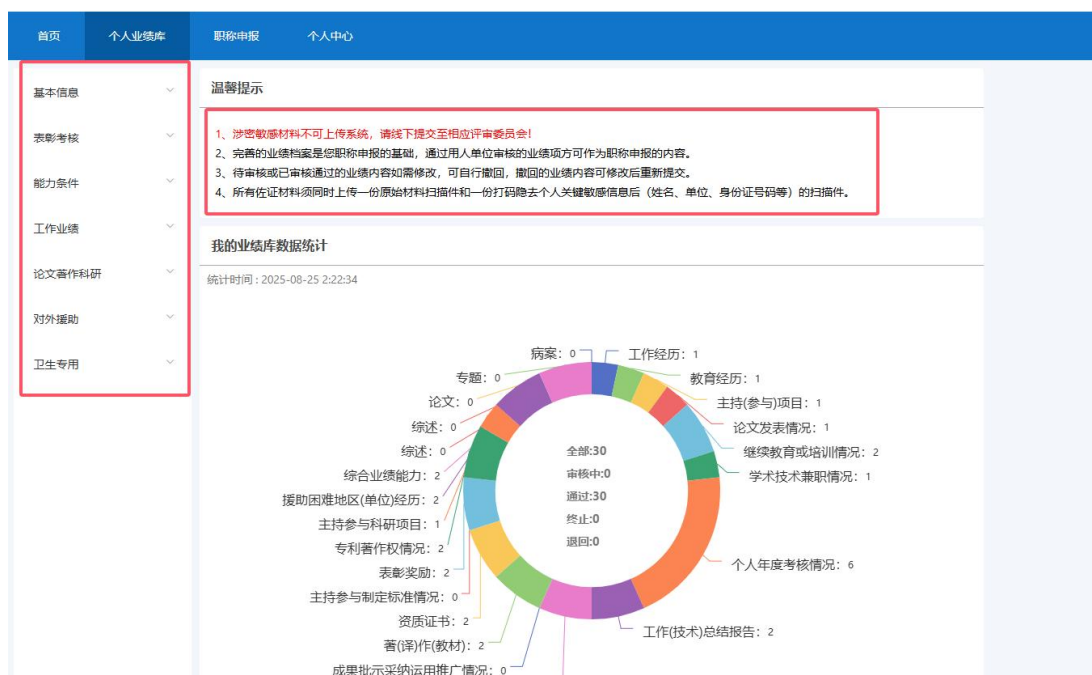 首页 个人业绩库 职称申报 个人中心
基本信息
表彰考核
能力条件
工作业绩
论文著作科研
对外援助
卫生专用
温馨提示
1、涉密敏感材料不可上传系统，请线下提交至相应评审委员会！
2、完善的业绩档案是您职称申报的基础，通过用人单位审核的业绩项方可作为职称申报的内容。
3、待审核或已审核通过的业绩内容如需修改，可自行撤回，撤回的业绩内容可修改后重新提交。
4、所有佐证材料须同时上传一份原始材料扫描件和一份打码隐去个人关键敏感信息后（姓名、单位、身份证号码等）的扫描件。
我的业绩库数据统计
统计时间 : 2025-08-25 2:22:34
病案：0
工作经历：1
专题：0
教育经历：1
论文：0
主持(参与)项目：1
综述：0
论文发表情况：1
综述：0
继续教育或培训情况：2
综合业绩能力：2
学术技术兼职情况：1
援助困难地区(单位)经历：2
主持参与科研项目：1
专利著作权情况：2
表彰奖励：2
主持参与制定标准情况：0
资质证书：2
著(译)作(教材)：2
成果批示采纳运用推广情况：0
个人年度考核情况：6
工作(技术)总结报告：2
全部:30
审核中:0
通过:30
终止:0
退回:0